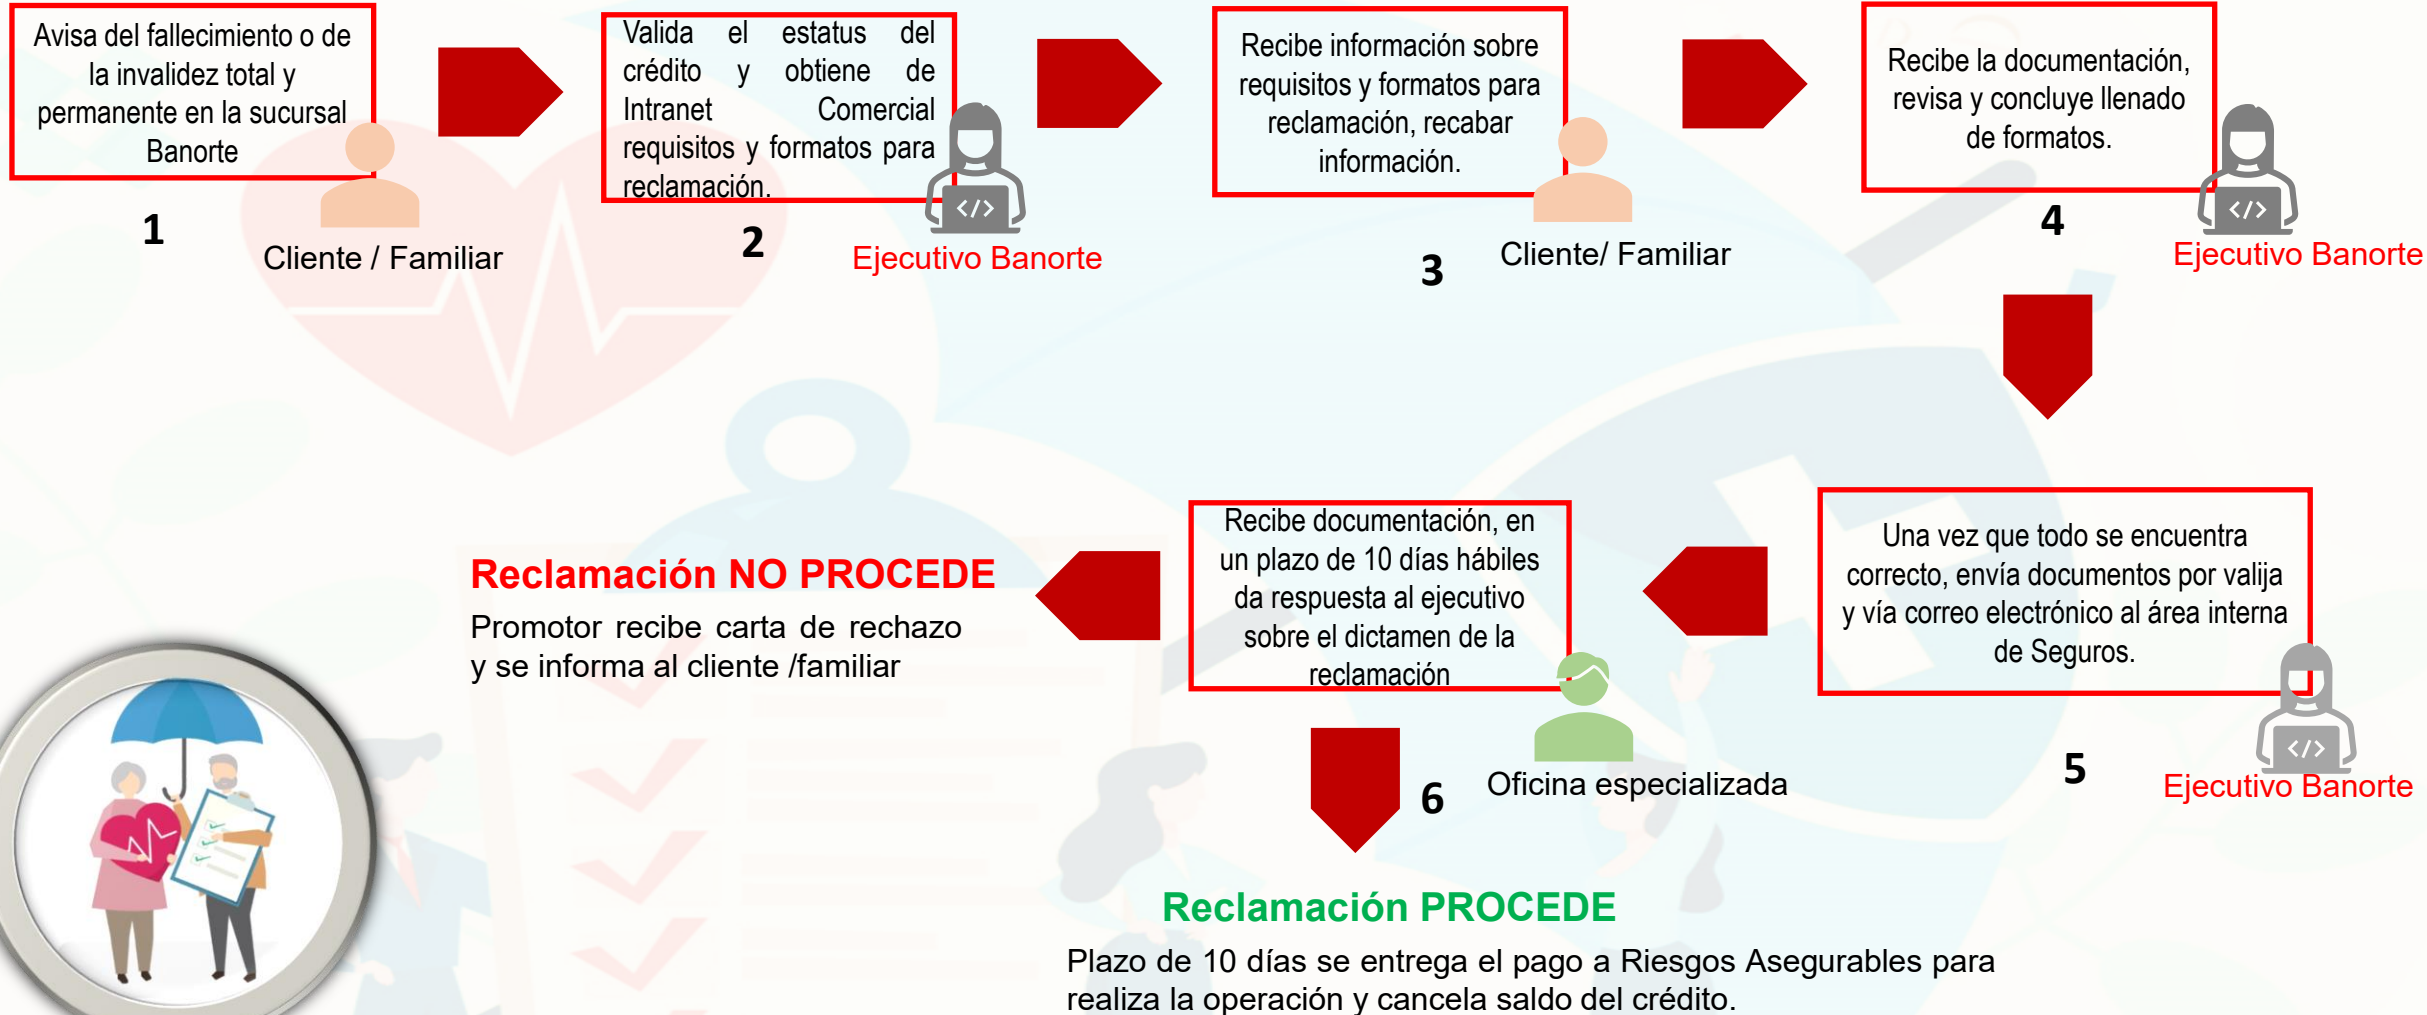 Avisa del fallecimiento o de
la invalidez total y
permanente en la sucursal
Banorte
1
Cliente / Familiar
Valida el estatus del
crédito y obtiene de
Intranet Comercial
requisitos y formatos para
reclamación.
2
</>
Ejecutivo Banorte
Recibe información sobre
requisitos y formatos para
reclamación, recabar
información.
3
Cliente/ Familiar
Recibe la documentación,
revisa y concluye llenado
de formatos.
4
</>
Ejecutivo Banorte
Una vez que todo se encuentra
correcto, envía documentos por valija
y vía correo electrónico al área interna
de Seguros.
5
</>
Ejecutivo Banorte
Recibe documentación, en
un plazo de 10 días hábiles
da respuesta al ejecutivo
sobre el dictamen de la
reclamación
6
Oficina especializada
Reclamación NO PROCEDE
Promotor recibe carta de rechazo
y se informa al cliente /familiar
Reclamación PROCEDE
Plazo de 10 días se entrega el pago a Riesgos Asegurables para
realiza la operación y cancela saldo del crédito.